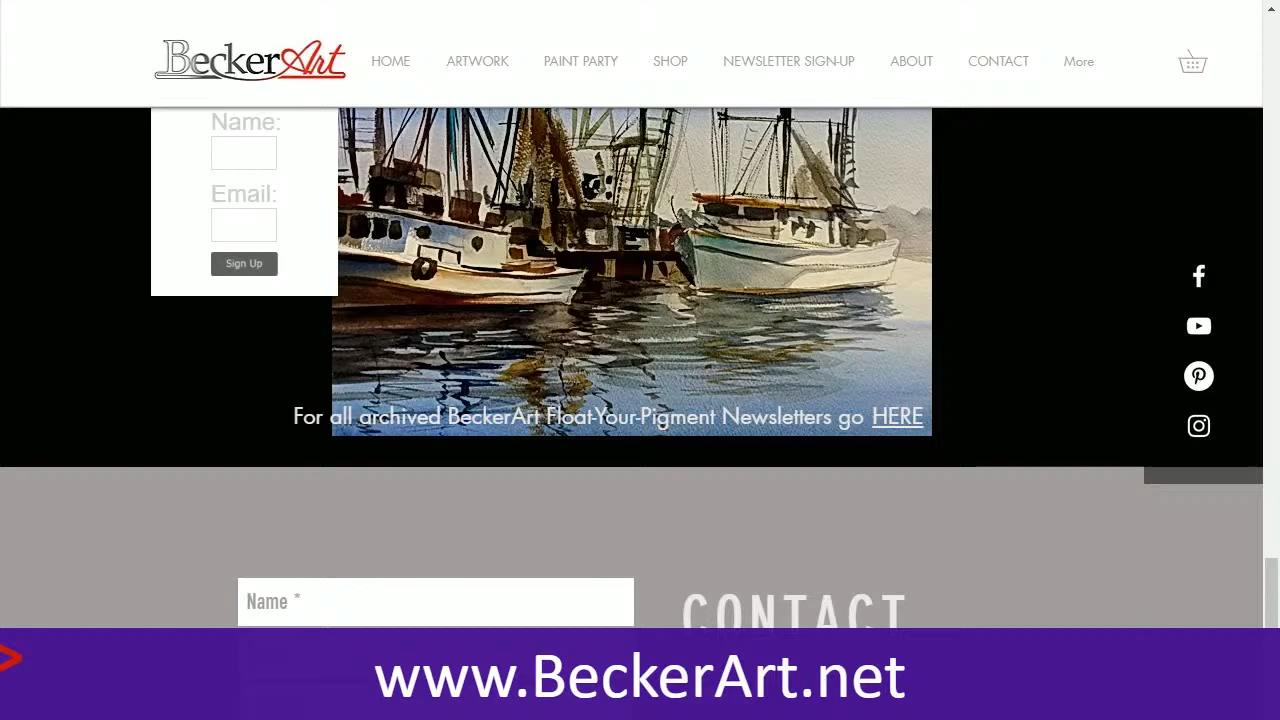 BeckerArt
HOME ARTWORK PAINT PARTY SHOP NEWSLETTER SIGN-UP ABOUT CONTACT More
Name:
Email:
Sign Up
For all archived BeckerArt Float-Your-Pigment Newsletters go HERE
Name *
CONTACT
>
www.BeckerArt.net